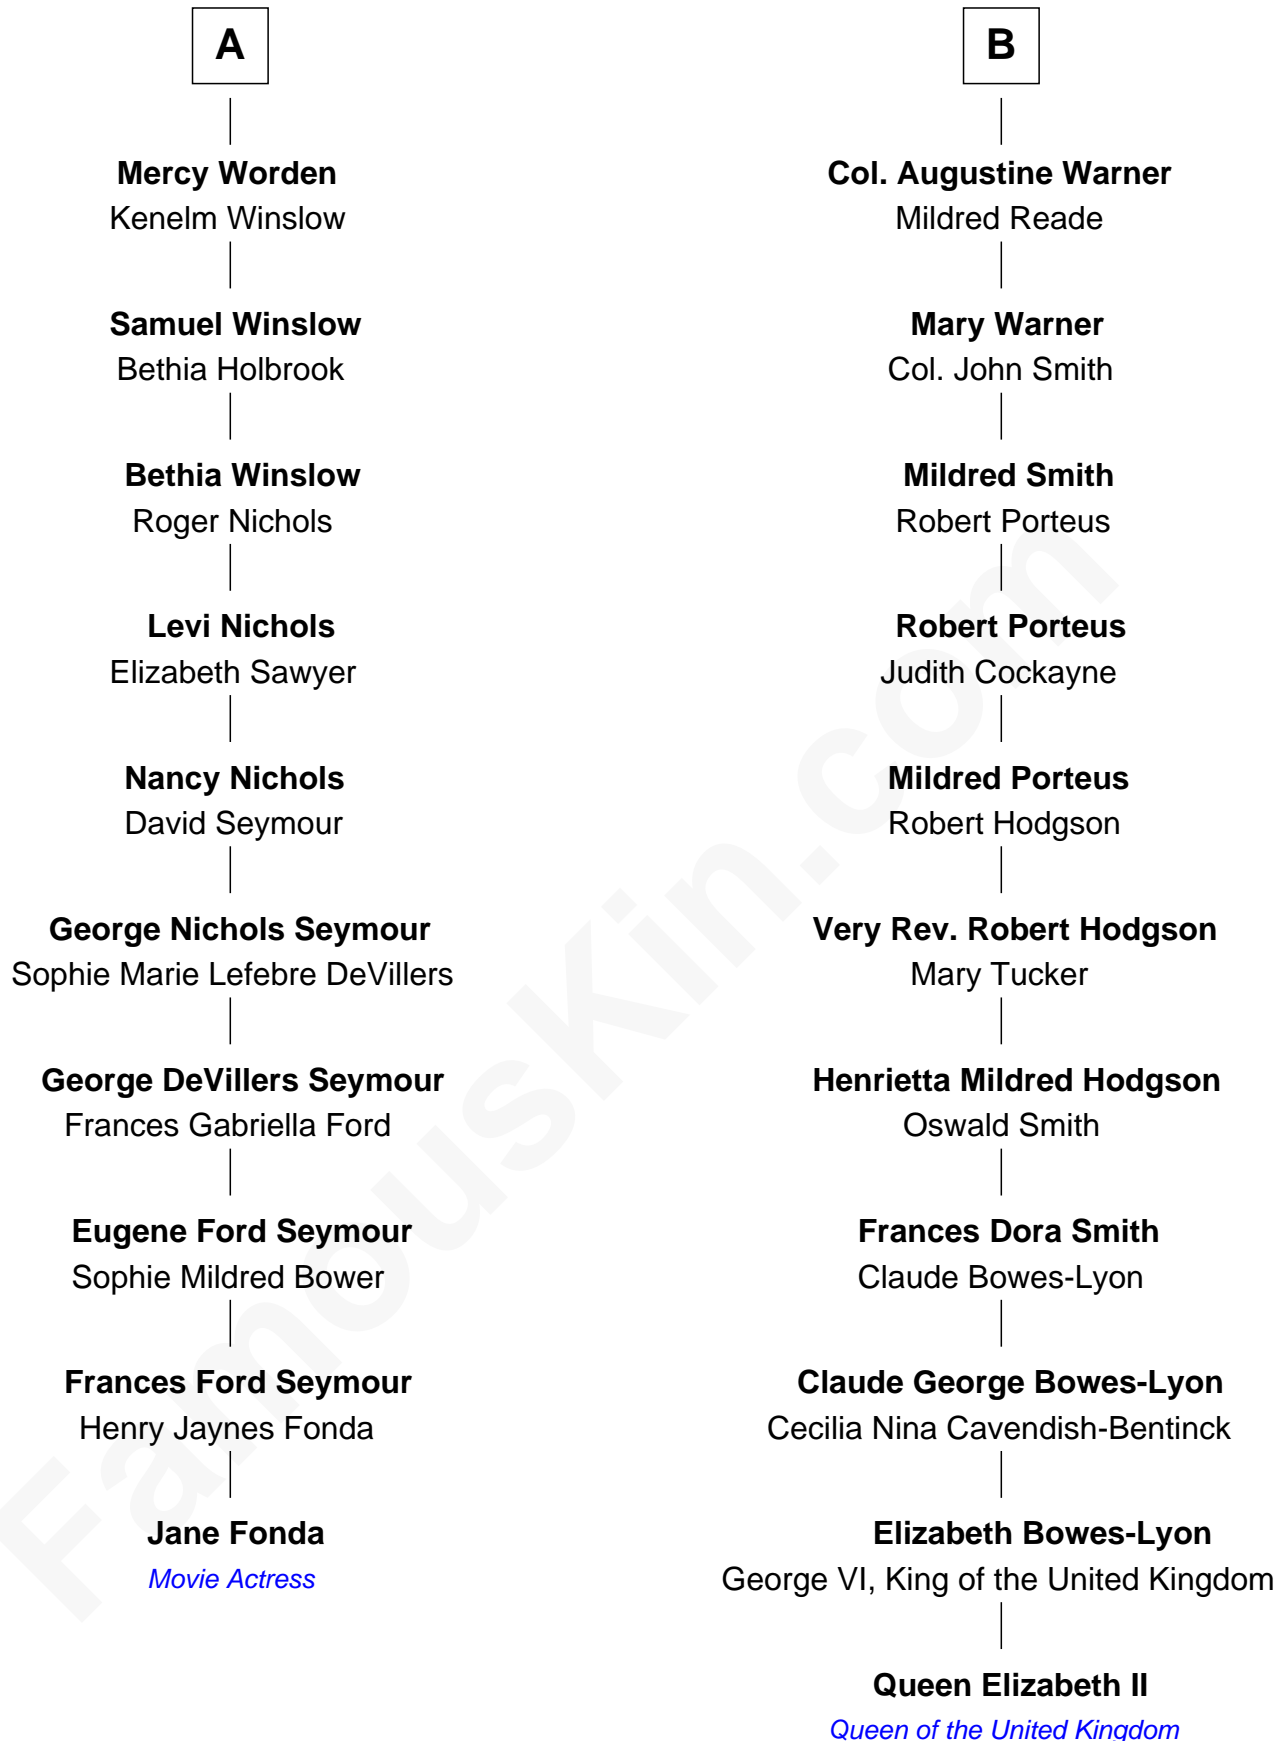 A
Mercy Worden
Kenelm Winslow
Samuel Winslow
Bethia Holbrook
Bethia Winslow
Roger Nichols
Levi Nichols
Elizabeth Sawyer
Nancy Nichols
David Seymour
George Nichols Seymour
Sophie Marie Lefebre DeVillers
George DeVillers Seymour
Frances Gabriella Ford
Eugene Ford Seymour
Sophie Mildred Bower
Frances Ford Seymour
Henry Jaynes Fonda
Jane Fonda
Movie Actress
B
Col. Augustine Warner
Mildred Reade
Mary Warner
Col. John Smith
Mildred Smith
Robert Porteus
Robert Porteus
Judith Cockayne
Mildred Porteus
Robert Hodgson
Very Rev. Robert Hodgson
Mary Tucker
Henrietta Mildred Hodgson
Oswald Smith
Frances Dora Smith
Claude Bowes-Lyon
Claude George Bowes-Lyon
Cecilia Nina Cavendish-Bentinck
Elizabeth Bowes-Lyon
George VI, King of the United Kingdom
Queen Elizabeth II
Queen of the United Kingdom
FamousKin.com